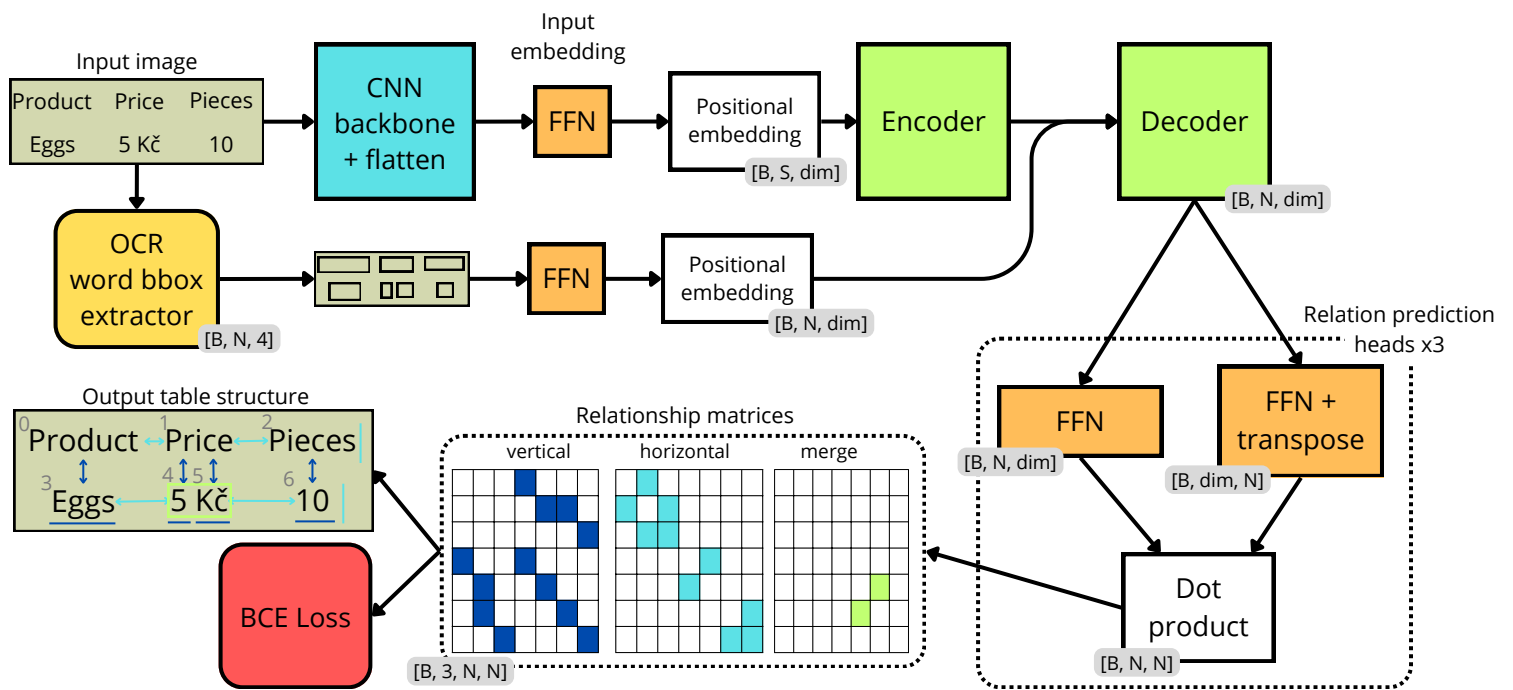 Input
embedding
Input image
Product Price Pieces
Eggs 5 Kč 10
CNN
backbone
+ flatten
FFN
Positional
embedding
[B, S, dim]
Encoder
Decoder
[B, N, dim]
OCR
word bbox
extractor
[B, N, 4]
FFN
Positional
embedding
[B, N, dim]
Relation prediction
heads x3
FFN
[B, N, dim]
FFN +
transpose
[B, dim, N]
Dot
product
[B, N, N]
Relationship matrices
vertical horizontal merge
[B, 3, N, N]
Output table structure
0 1 2
Product Price Pieces
3 4 5 6
Eggs 5 Kč 10
BCE Loss